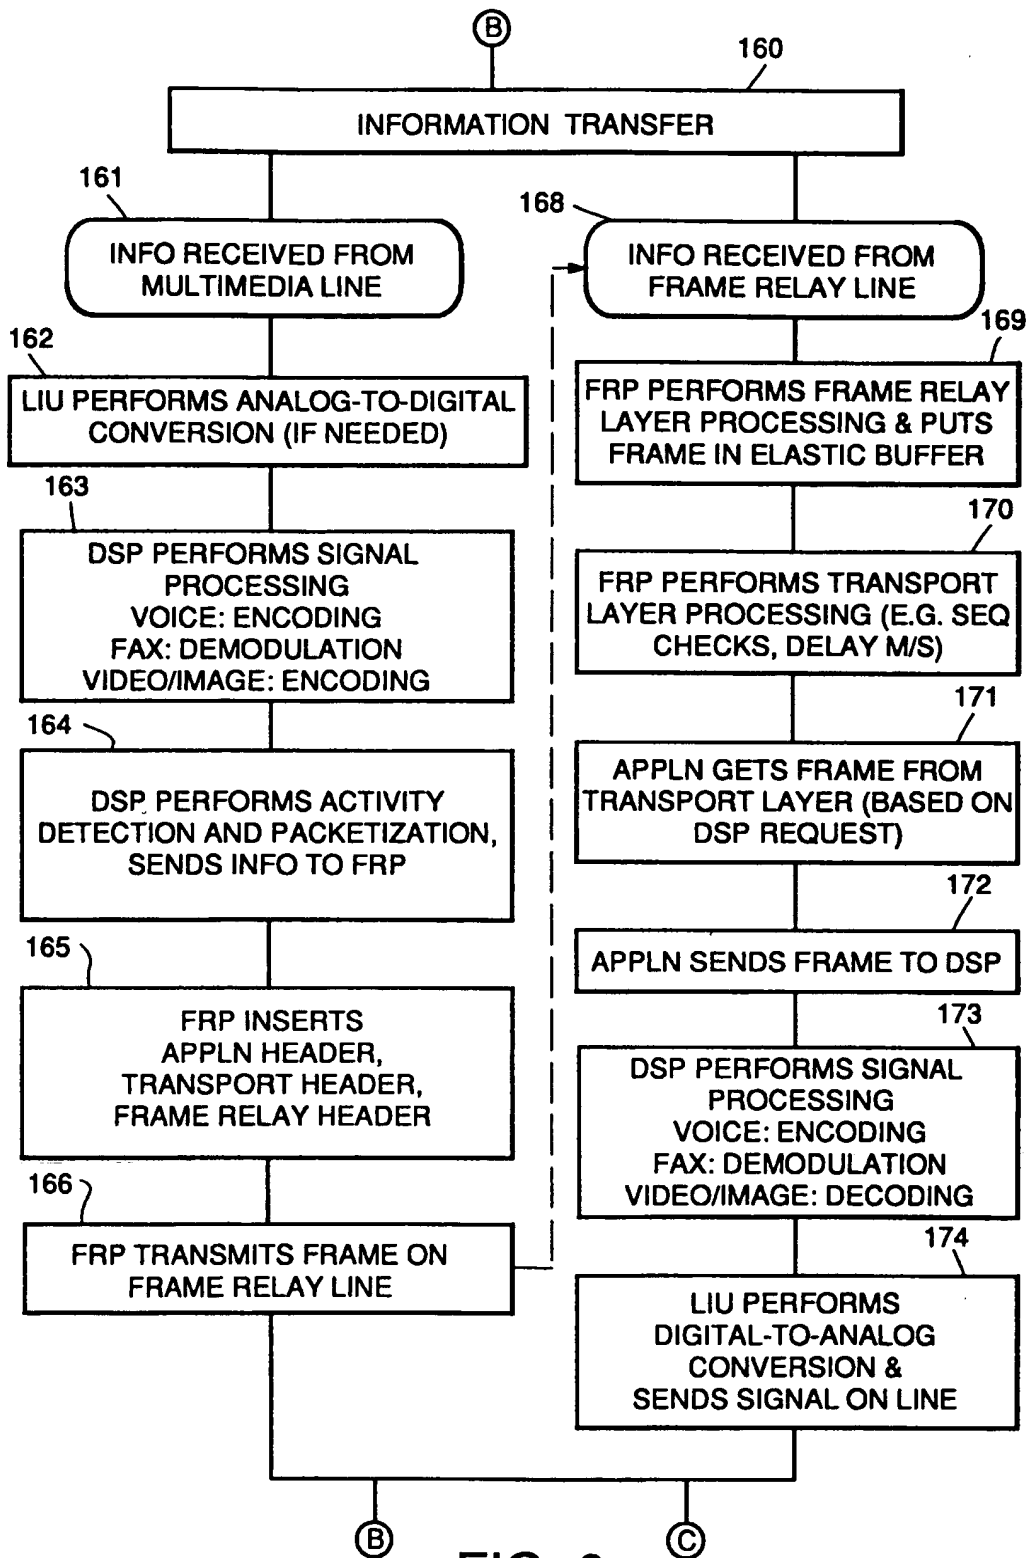 B
160
INFORMATION TRANSFER
161
INFO RECEIVED FROM
MULTIMEDIA LINE
162
LIU PERFORMS ANALOG-TO-DIGITAL
CONVERSION (IF NEEDED)
163
DSP PERFORMS SIGNAL
PROCESSING
VOICE: ENCODING
FAX: DEMODULATION
VIDEO/IMAGE: ENCODING
164
DSP PERFORMS ACTIVITY
DETECTION AND PACKETIZATION,
SENDS INFO TO FRP
165
FRP INSERTS
APPLN HEADER,
TRANSPORT HEADER,
FRAME RELAY HEADER
166
FRP TRANSMITS FRAME ON
FRAME RELAY LINE
168
INFO RECEIVED FROM
FRAME RELAY LINE
169
FRP PERFORMS FRAME RELAY
LAYER PROCESSING & PUTS
FRAME IN ELASTIC BUFFER
170
FRP PERFORMS TRANSPORT
LAYER PROCESSING (E.G. SEQ
CHECKS, DELAY M/S)
171
APPLN GETS FRAME FROM
TRANSPORT LAYER (BASED ON
DSP REQUEST)
172
APPLN SENDS FRAME TO DSP
173
DSP PERFORMS SIGNAL
PROCESSING
VOICE: ENCODING
FAX: DEMODULATION
VIDEO/IMAGE: DECODING
174
LIU PERFORMS
DIGITAL-TO-ANALOG
CONVERSION &
SENDS SIGNAL ON LINE
B
C
FIG.